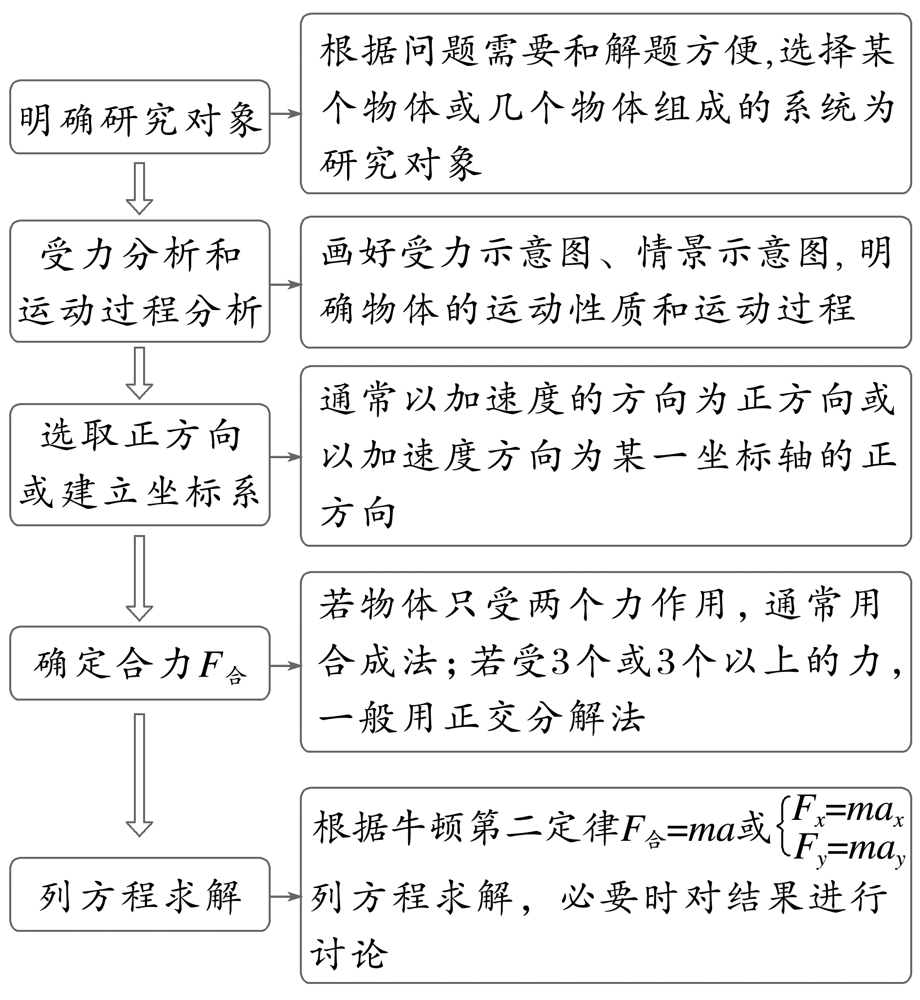 明确研究对象
根据问题需要和解题方便,选择某
个物体或几个物体组成的系统为
研究对象
受力分析和
运动过程分析
画好受力示意图、情景示意图,明
确物体的运动性质和运动过程
选取正方向
或建立坐标系
通常以加速度的方向为正方向或
以加速度方向为某一坐标轴的正
方向
确定合力F合
若物体只受两个力作用,通常用
合成法;若受3个或3个以上的力,
一般用正交分解法
列方程求解
根据牛顿第二定律F合=ma或{Fx=max
Fy=may
列方程求解,必要时对结果进行
讨论